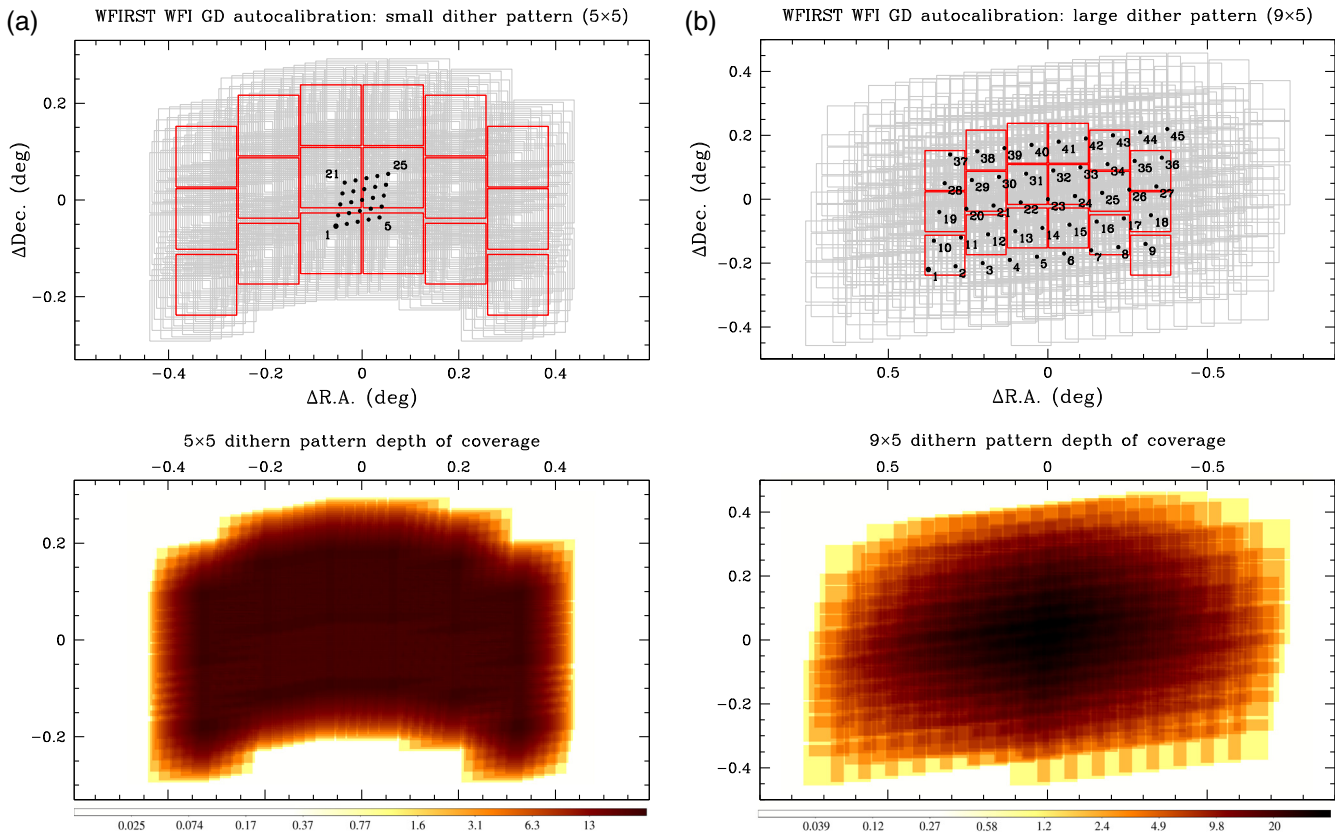 (a)
WFIRST WFI GD autocalibration: small dither pattern (5×5)
0.2
0
−0.2
ΔDec. (deg)
21
25
1
5
−0.4 −0.2 0 0.2 0.4
ΔR.A. (deg)
5×5 dithern pattern depth of coverage
−0.4 −0.2 0 0.2 0.4
0.2
0
−0.2
0.025 0.074 0.17 0.37 0.77 1.6 3.1 6.3 13
(b)
WFIRST WFI GD autocalibration: large dither pattern (9×5)
0.4
0.2
0
−0.2
−0.4
ΔDec. (deg)
37 38 39 40 41 42 43 44 45
28 29 30 31 32 33 34 35 36
19 20 21 22 23 24 25 26 27
10 11 12 13 14 15 16 17 18
1 2 3 4 5 6 7 8 9
0.5 0 −0.5
ΔR.A. (deg)
9×5 dithern pattern depth of coverage
0.5 0 −0.5
0.4
0.2
0
−0.2
−0.4
0.039 0.12 0.27 0.58 1.2 2.4 4.9 9.8 20